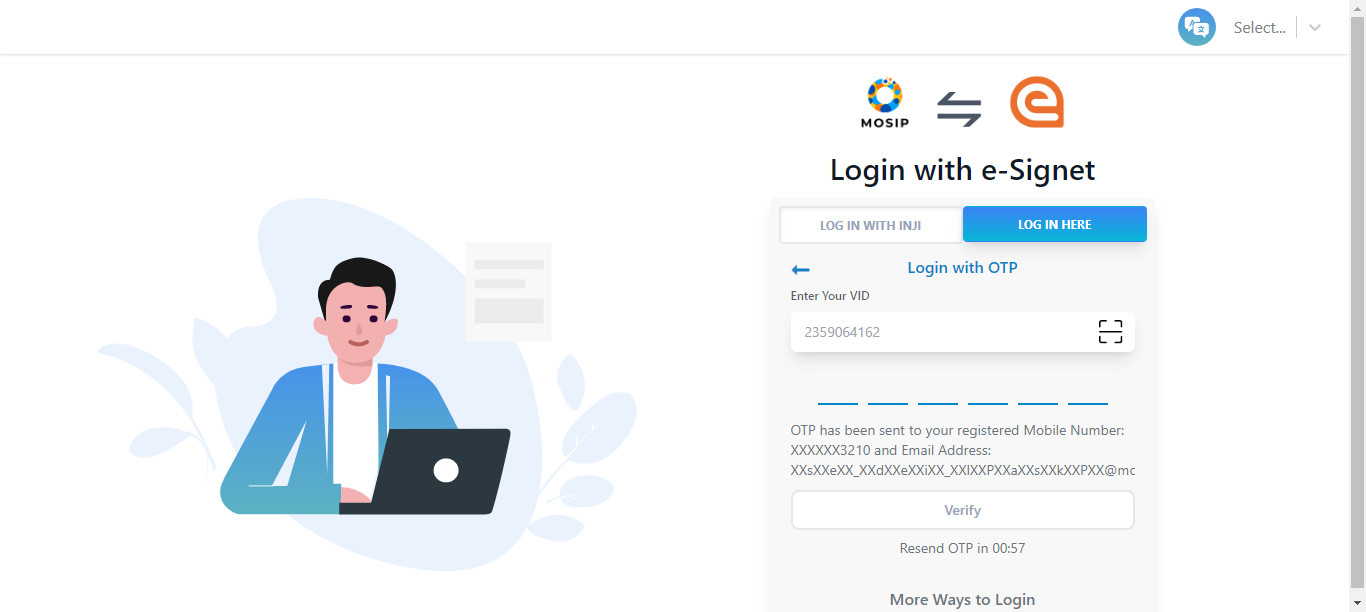 Select...
MOSIP
Login with e-Signet
LOG IN WITH INJI
LOG IN HERE
Login with OTP
Enter Your VID
2359064162
OTP has been sent to your registered Mobile Number:
XXXXXX3210 and Email Address:
XXsXXeXX_XXdXXeXXiXX_XXlXXPXXaXXsXXkXXPXX@mc
Verify
Resend OTP in 00:57
More Ways to Login